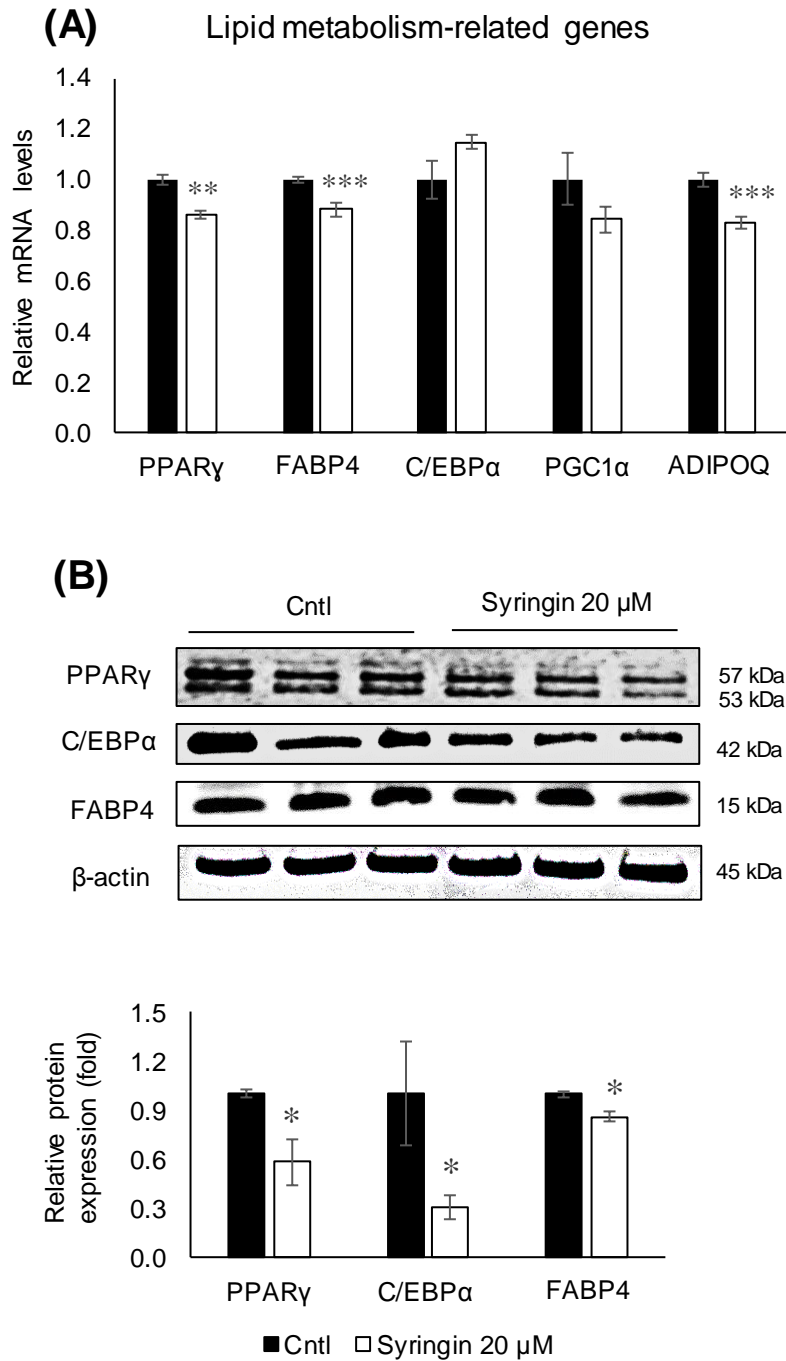 (A) Lipid metabolism-related genes
Relative mRNA levels
1.4
1.2
1.0
0.8
0.6
0.4
0.2
0.0
** *** ***
PPARɣ FABP4 C/EBPα PGC1α ADIPOQ
(B)
Cntl Syringin 20 µM
PPARγ 57 kDa
53 kDa
C/EBPα 42 kDa
FABP4 15 kDa
β-actin 45 kDa
Relative protein
expression (fold)
1.5
1.2
0.9
0.6
0.3
0.0
* * *
PPARγ C/EBPα FABP4
Cntl Syringin 20 µM